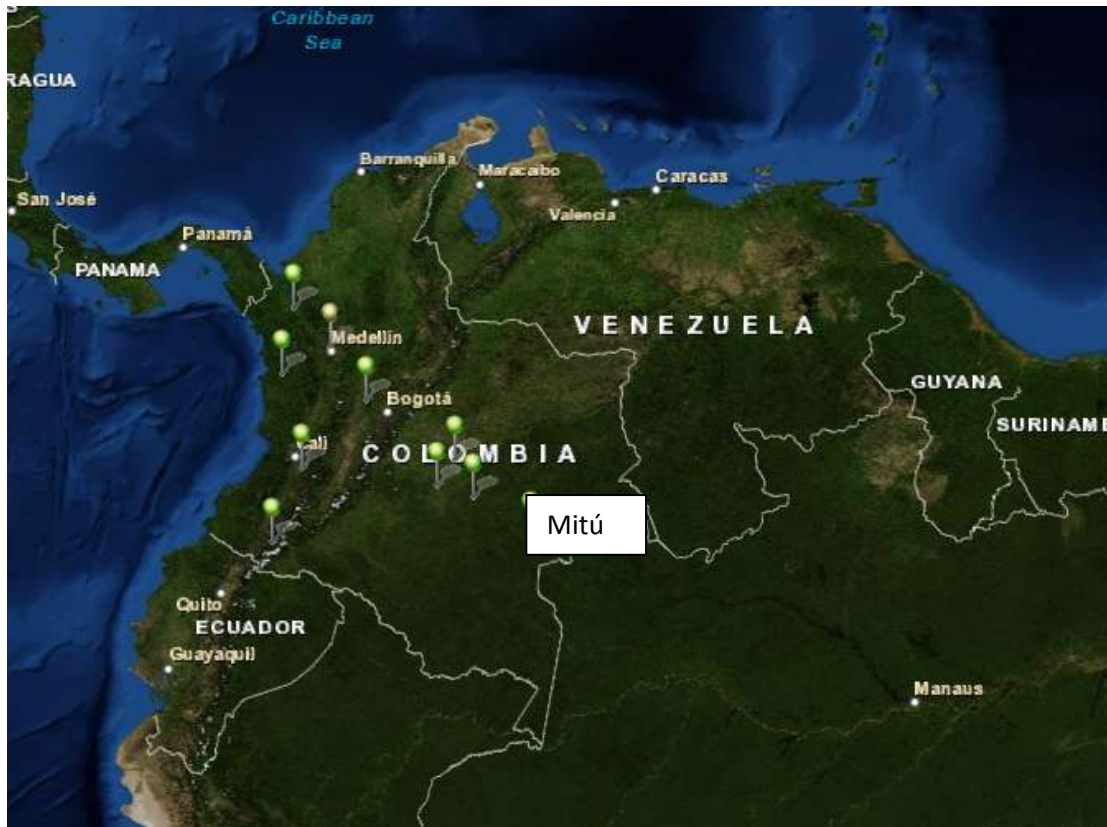 Caribbean
Sea
RAGUA
Barranquilla
Maracaibo
Caracas
San José
Valencia
Panamá
PANAMA
VENEZUELA
Medellín
GUYANA
Bogotá
SURINAME
Cali
COLOMBIA
Mitú
Quito
ECUADOR
Guayaquil
Manaus